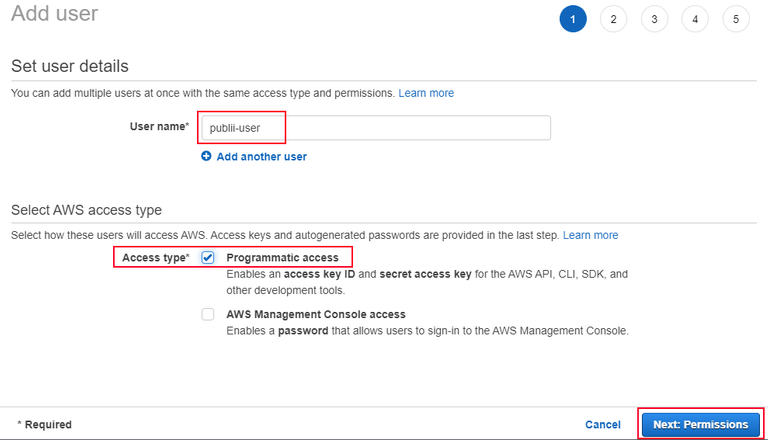 Add user
1 2 3 4 5
Set user details
You can add multiple users at once with the same access type and permissions. Learn more
User name* publii-user
Add another user
Select AWS access type
Select how these users will access AWS. Access keys and autogenerated passwords are provided in the last step. Learn more
Access type* Programmatic access
Enables an access key ID and secret access key for the AWS API, CLI, SDK, and
other development tools.
AWS Management Console access
Enables a password that allows users to sign-in to the AWS Management Console.
* Required Cancel Next: Permissions